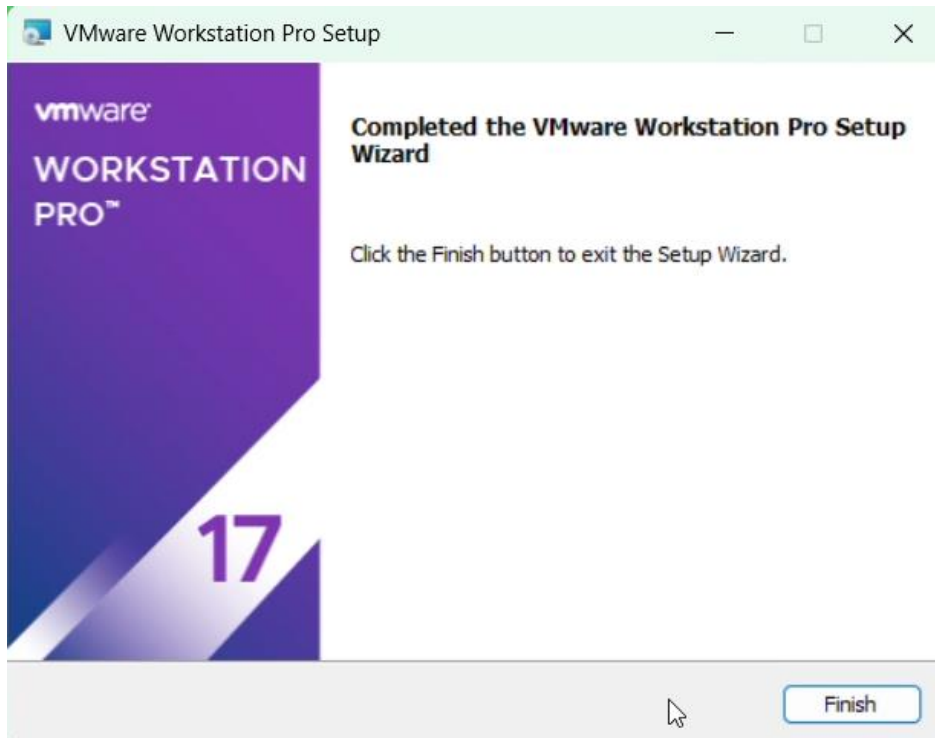 VMware Workstation Pro Setup
vmware®
WORKSTATION
PRO™
17
Completed the VMware Workstation Pro Setup
Wizard
Click the Finish button to exit the Setup Wizard.
Finish